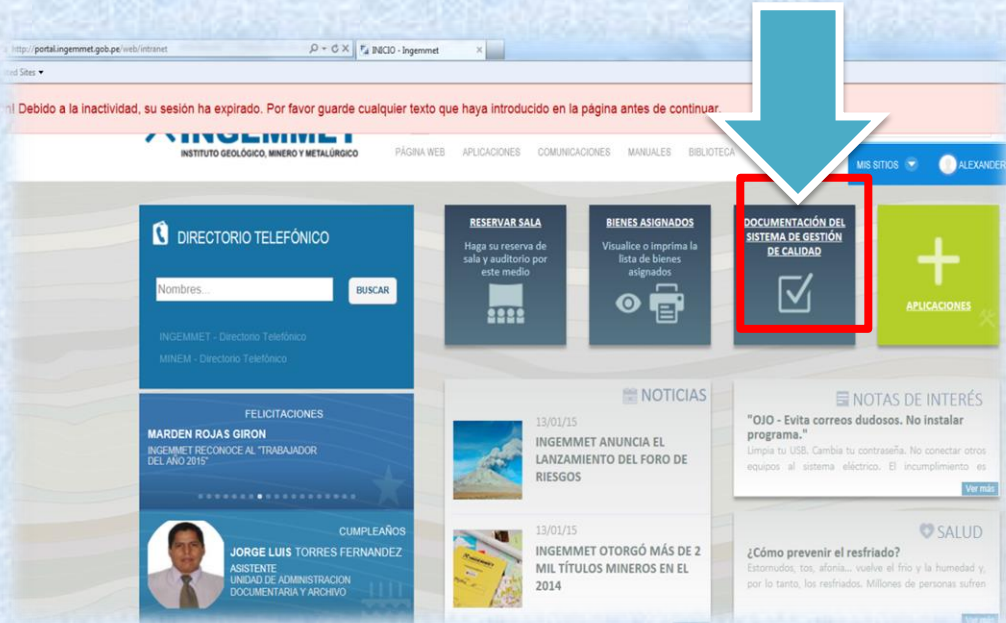 http://portal.ingemmet.gob.pe/web/intranet
INICIO - Ingemmet
Sites
Debido a la inactividad, su sesión ha expirado. Por favor guarde cualquier texto que haya introducido en la página antes de continuar.
INGEMMET
INSTITUTO GEOLÓGICO, MINERO Y METALÚRGICO
PÁGINA WEB
APLICACIONES
COMUNICACIONES
MANUALES
BIBLIOTECA
MIS SITIOS
ALEXANDER
DIRECTORIO TELEFÓNICO
Nombres...
BUSCAR
INGEMMET - Directorio Telefónico
MINEM - Directorio Telefónico
RESERVAR SALA
Haga su reserva de
sala y auditorio por
este medio
BIENES ASIGNADOS
Visualice o imprima la
lista de bienes
asignados
DOCUMENTACIÓN DEL
SISTEMA DE GESTIÓN
DE CALIDAD
APLICACIONES
FELICITACIONES
MARDEN ROJAS GIRON
INGEMMET RECONOCE AL "TRABAJADOR
DEL AÑO 2015"
CUMPLEAÑOS
JORGE LUIS TORRES FERNANDEZ
ASISTENTE
UNIDAD DE ADMINISTRACION
DOCUMENTARIA Y ARCHIVO
NOTICIAS
13/01/15
INGEMMET ANUNCIA EL
LANZAMIENTO DEL FORO DE
RIESGOS
13/01/15
INGEMMET OTORGÓ MÁS DE 2
MIL TÍTULOS MINEROS EN EL
2014
NOTAS DE INTERÉS
"OJO - Evita correos dudosos. No instalar
programa."
Limpia tu USB. Cambia tu contraseña. No conectar otros
equipos al sistema eléctrico. El incumplimiento es
Ver más
SALUD
¿Cómo prevenir el resfriado?
Estornudos, tos, afonía... vuelve el frío y la humedad y,
por lo tanto, los resfriados. Millones de personas sufren
Ver más